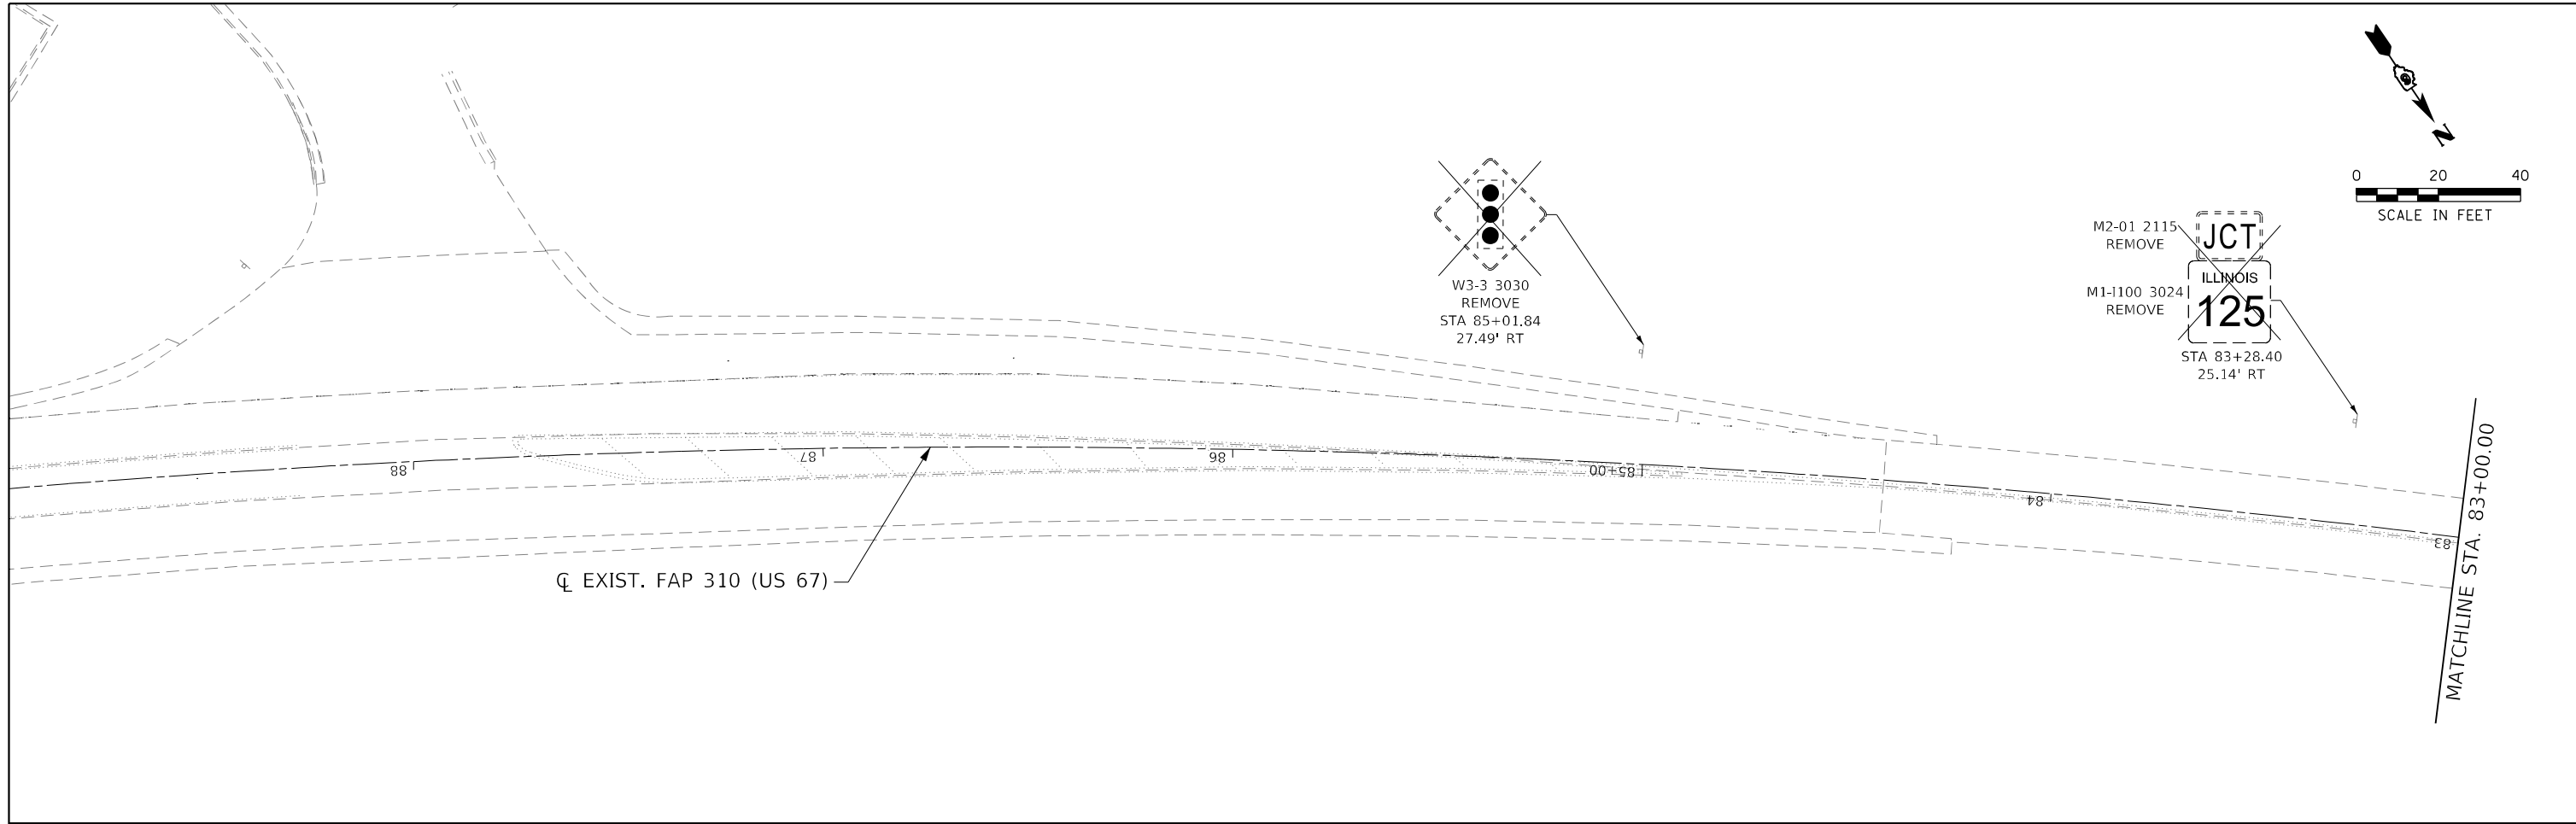 N
0 20 40
SCALE IN FEET
W3-3 3030
REMOVE
STA 85+01.84
27.49' RT
M2-01 2115
REMOVE
JCT
M1-I100 3024
REMOVE
ILLINOIS
125
STA 83+28.40
25.14' RT
88
87
86
85+00
84
83
℄ EXIST. FAP 310 (US 67)
MATCHLINE STA. 83+00.00